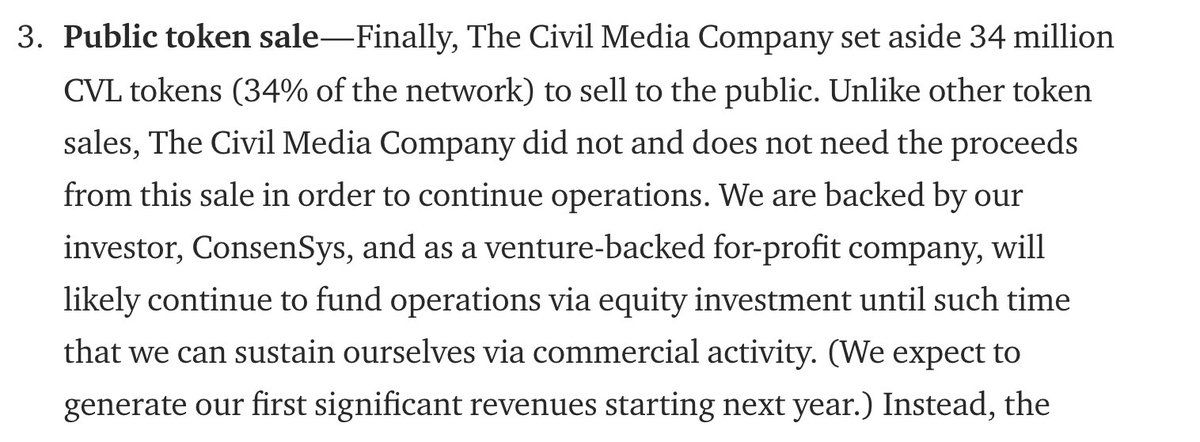 3. Public token sale—Finally, The Civil Media Company set aside 34 million
CVL tokens (34% of the network) to sell to the public. Unlike other token
sales, The Civil Media Company did not and does not need the proceeds
from this sale in order to continue operations. We are backed by our
investor, ConsenSys, and as a venture-backed for-profit company, will
likely continue to fund operations via equity investment until such time
that we can sustain ourselves via commercial activity. (We expect to
generate our first significant revenues starting next year.) Instead, the